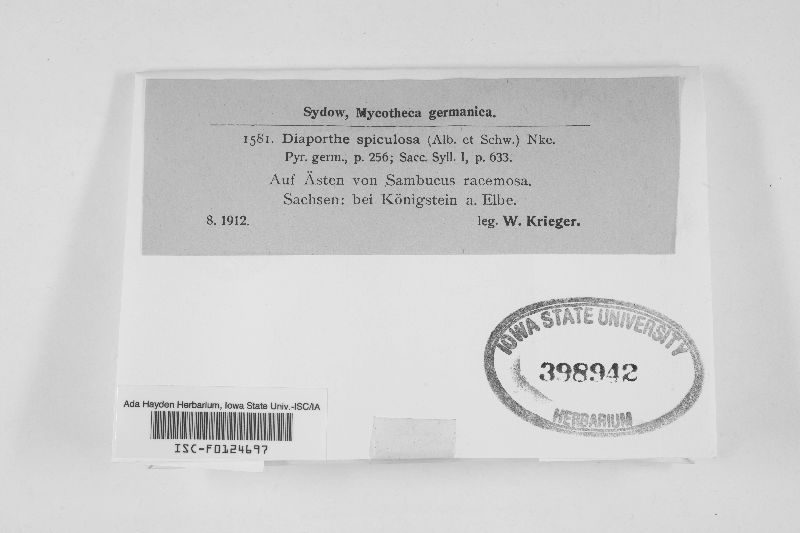 Sydow, Mycotheca germanica.
1581. Diaporthe spiculosa (Alb. et Schw.) Nke.
Pyr. germ., p. 256; Sacc. Syll. I, p. 633.
Auf Ästen von Sambucus racemosa.
Sachsen: bei Königstein a. Elbe.
8. 1912. leg. W. Krieger.
IOWA STATE UNIVERSITY
398942
HERBARIUM
Ada Hayden Herbarium, Iowa State Univ.-ISC/IA
ISC-F0124697